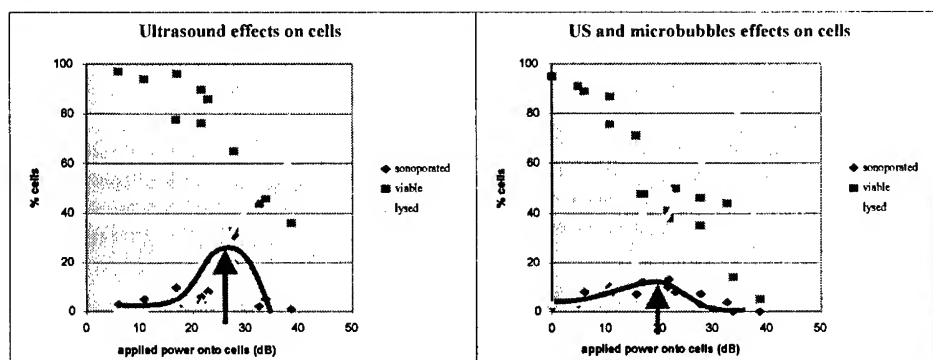 Ultrasound effects on cells
100
80
60
40
20
0
% cells
0 10 20 30 40 50
applied power onto cells (dB)
sonoporated
viable
lysed
US and microbubbles effects on cells
100
80
60
40
20
0
% cells
0 10 20 30 40 50
applied power onto cells (dB)
sonoporated
viable
lysed